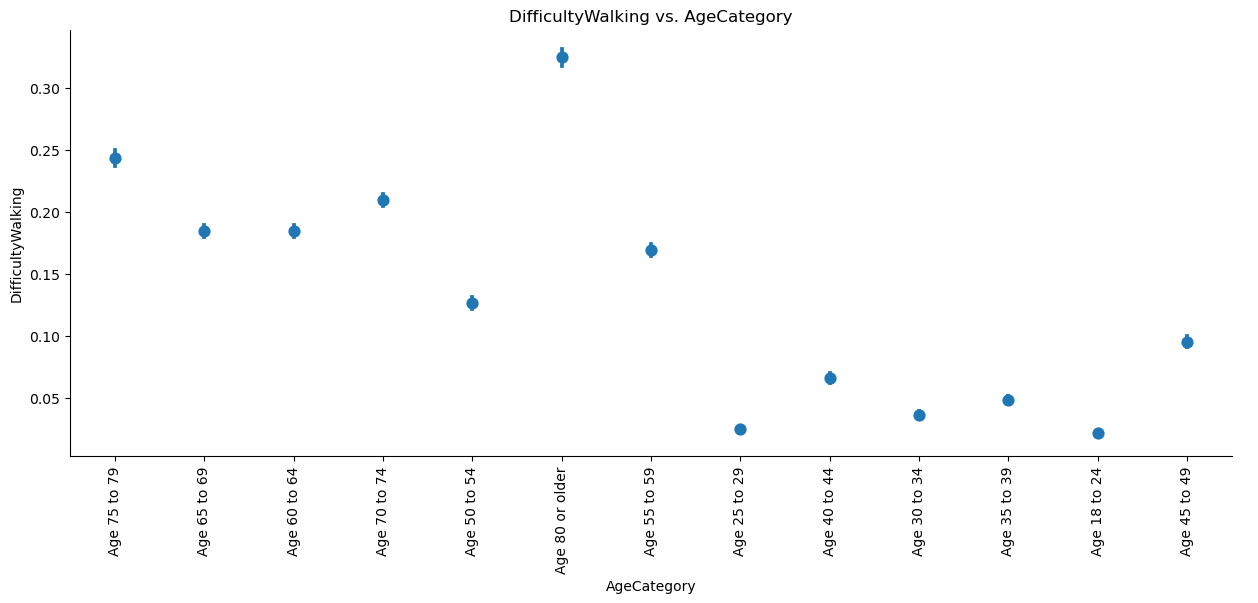 DifficultyWalking vs. AgeCategory
0.30
0.25
0.20
0.15
0.10
0.05
DifficultyWalking
Age 75 to 79
Age 65 to 69
Age 60 to 64
Age 70 to 74
Age 50 to 54
Age 80 or older
Age 55 to 59
Age 25 to 29
Age 40 to 44
Age 30 to 34
Age 35 to 39
Age 18 to 24
Age 45 to 49
AgeCategory